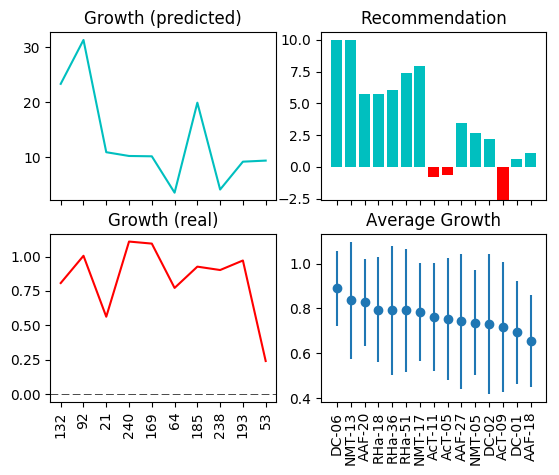 Growth (predicted)
30
20
10
Recommendation
10.0
7.5
5.0
2.5
0.0
−2.5
Growth (real)
1.00
0.75
0.50
0.25
0.00
132
92
21
240
169
64
185
238
193
53
Average Growth
1.0
0.8
0.6
0.4
DC-06
NMT-13
AAF-20
RHa-18
RHa-36
RHa-51
NMT-17
AcT-11
AcT-05
AAF-27
NMT-05
DC-02
AcT-09
DC-01
AAF-18